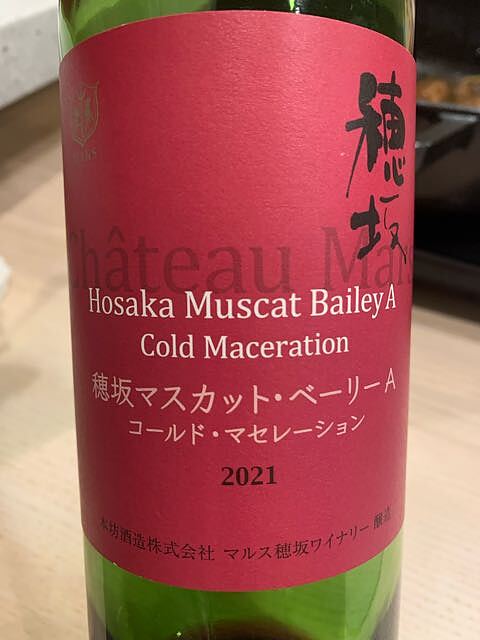 MARS
穂坂
Château Mars
Hosaka Muscat Bailey A
Cold Maceration
穂坂マスカット・ベーリーA
コールド・マセレーション
2021
本坊酒造株式会社 マルス穂坂ワイナリー 醸造